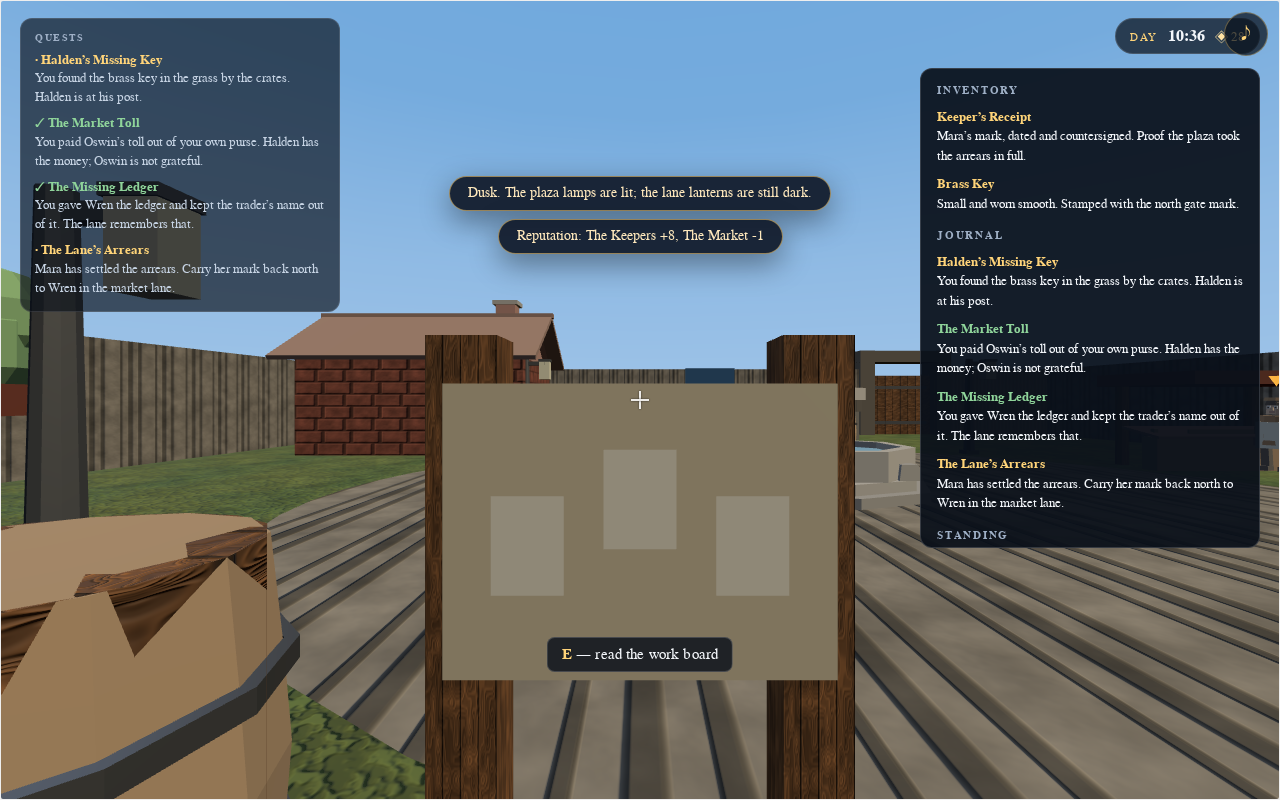 QUESTS
· Halden's Missing Key
You found the brass key in the grass by the crates.
Halden is at his post.
✓ The Market Toll
You paid Oswin's toll out of your own purse. Halden has
the money; Oswin is not grateful.
✓ The Missing Ledger
You gave Wren the ledger and kept the trader's name out
of it. The lane remembers that.
· The Lane's Arrears
Mara has settled the arrears. Carry her mark back north
to Wren in the market lane.
Dusk. The plaza lamps are lit; the lane lanterns are still dark.
Reputation: The Keepers +8, The Market -1
E — read the work board
DAY 10:36
INVENTORY
Keeper's Receipt
Mara's mark, dated and countersigned. Proof the plaza took
the arrears in full.
Brass Key
Small and worn smooth. Stamped with the north gate mark.
JOURNAL
Halden's Missing Key
You found the brass key in the grass by the crates. Halden is
at his post.
The Market Toll
You paid Oswin's toll out of your own purse. Halden has the
money; Oswin is not grateful.
The Missing Ledger
You gave Wren the ledger and kept the trader's name out of
it. The lane remembers that.
The Lane's Arrears
Mara has settled the arrears. Carry her mark back north to
Wren in the market lane.
STANDING